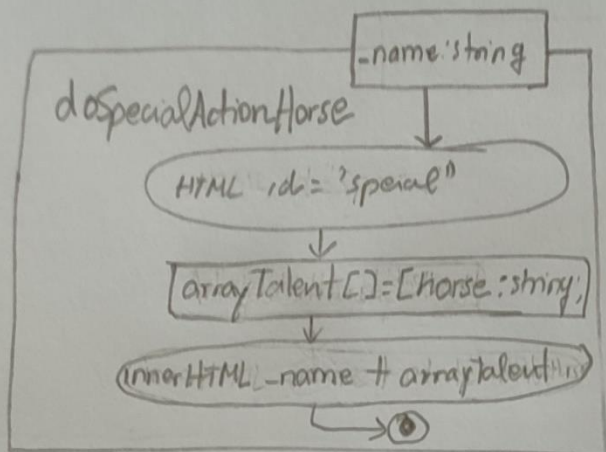 _name:string
doSpecialActionHorse
HTML id = "special"
arrayTalent[]=[horse:string;
innerHTML _name + arrayTalent